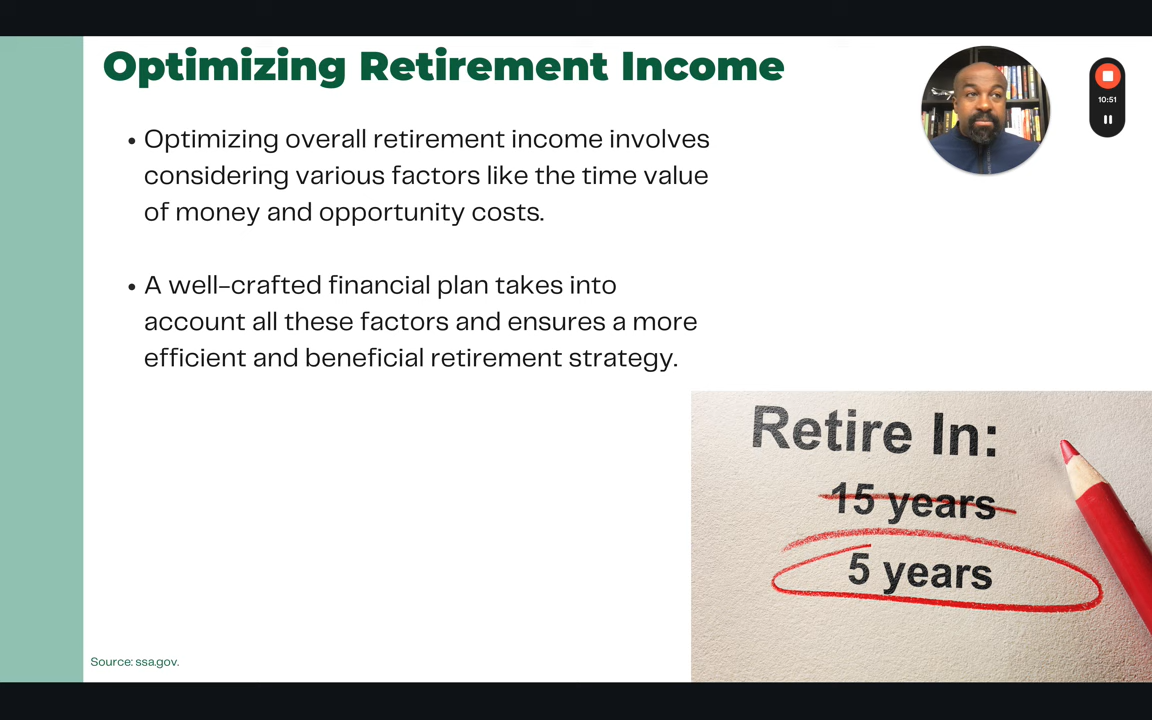 Optimizing Retirement Income
10:51
• Optimizing overall retirement income involves
considering various factors like the time value
of money and opportunity costs.
• A well-crafted financial plan takes into
account all these factors and ensures a more
efficient and beneficial retirement strategy.
Retire In:
15 years
5 years
Source: ssa.gov.